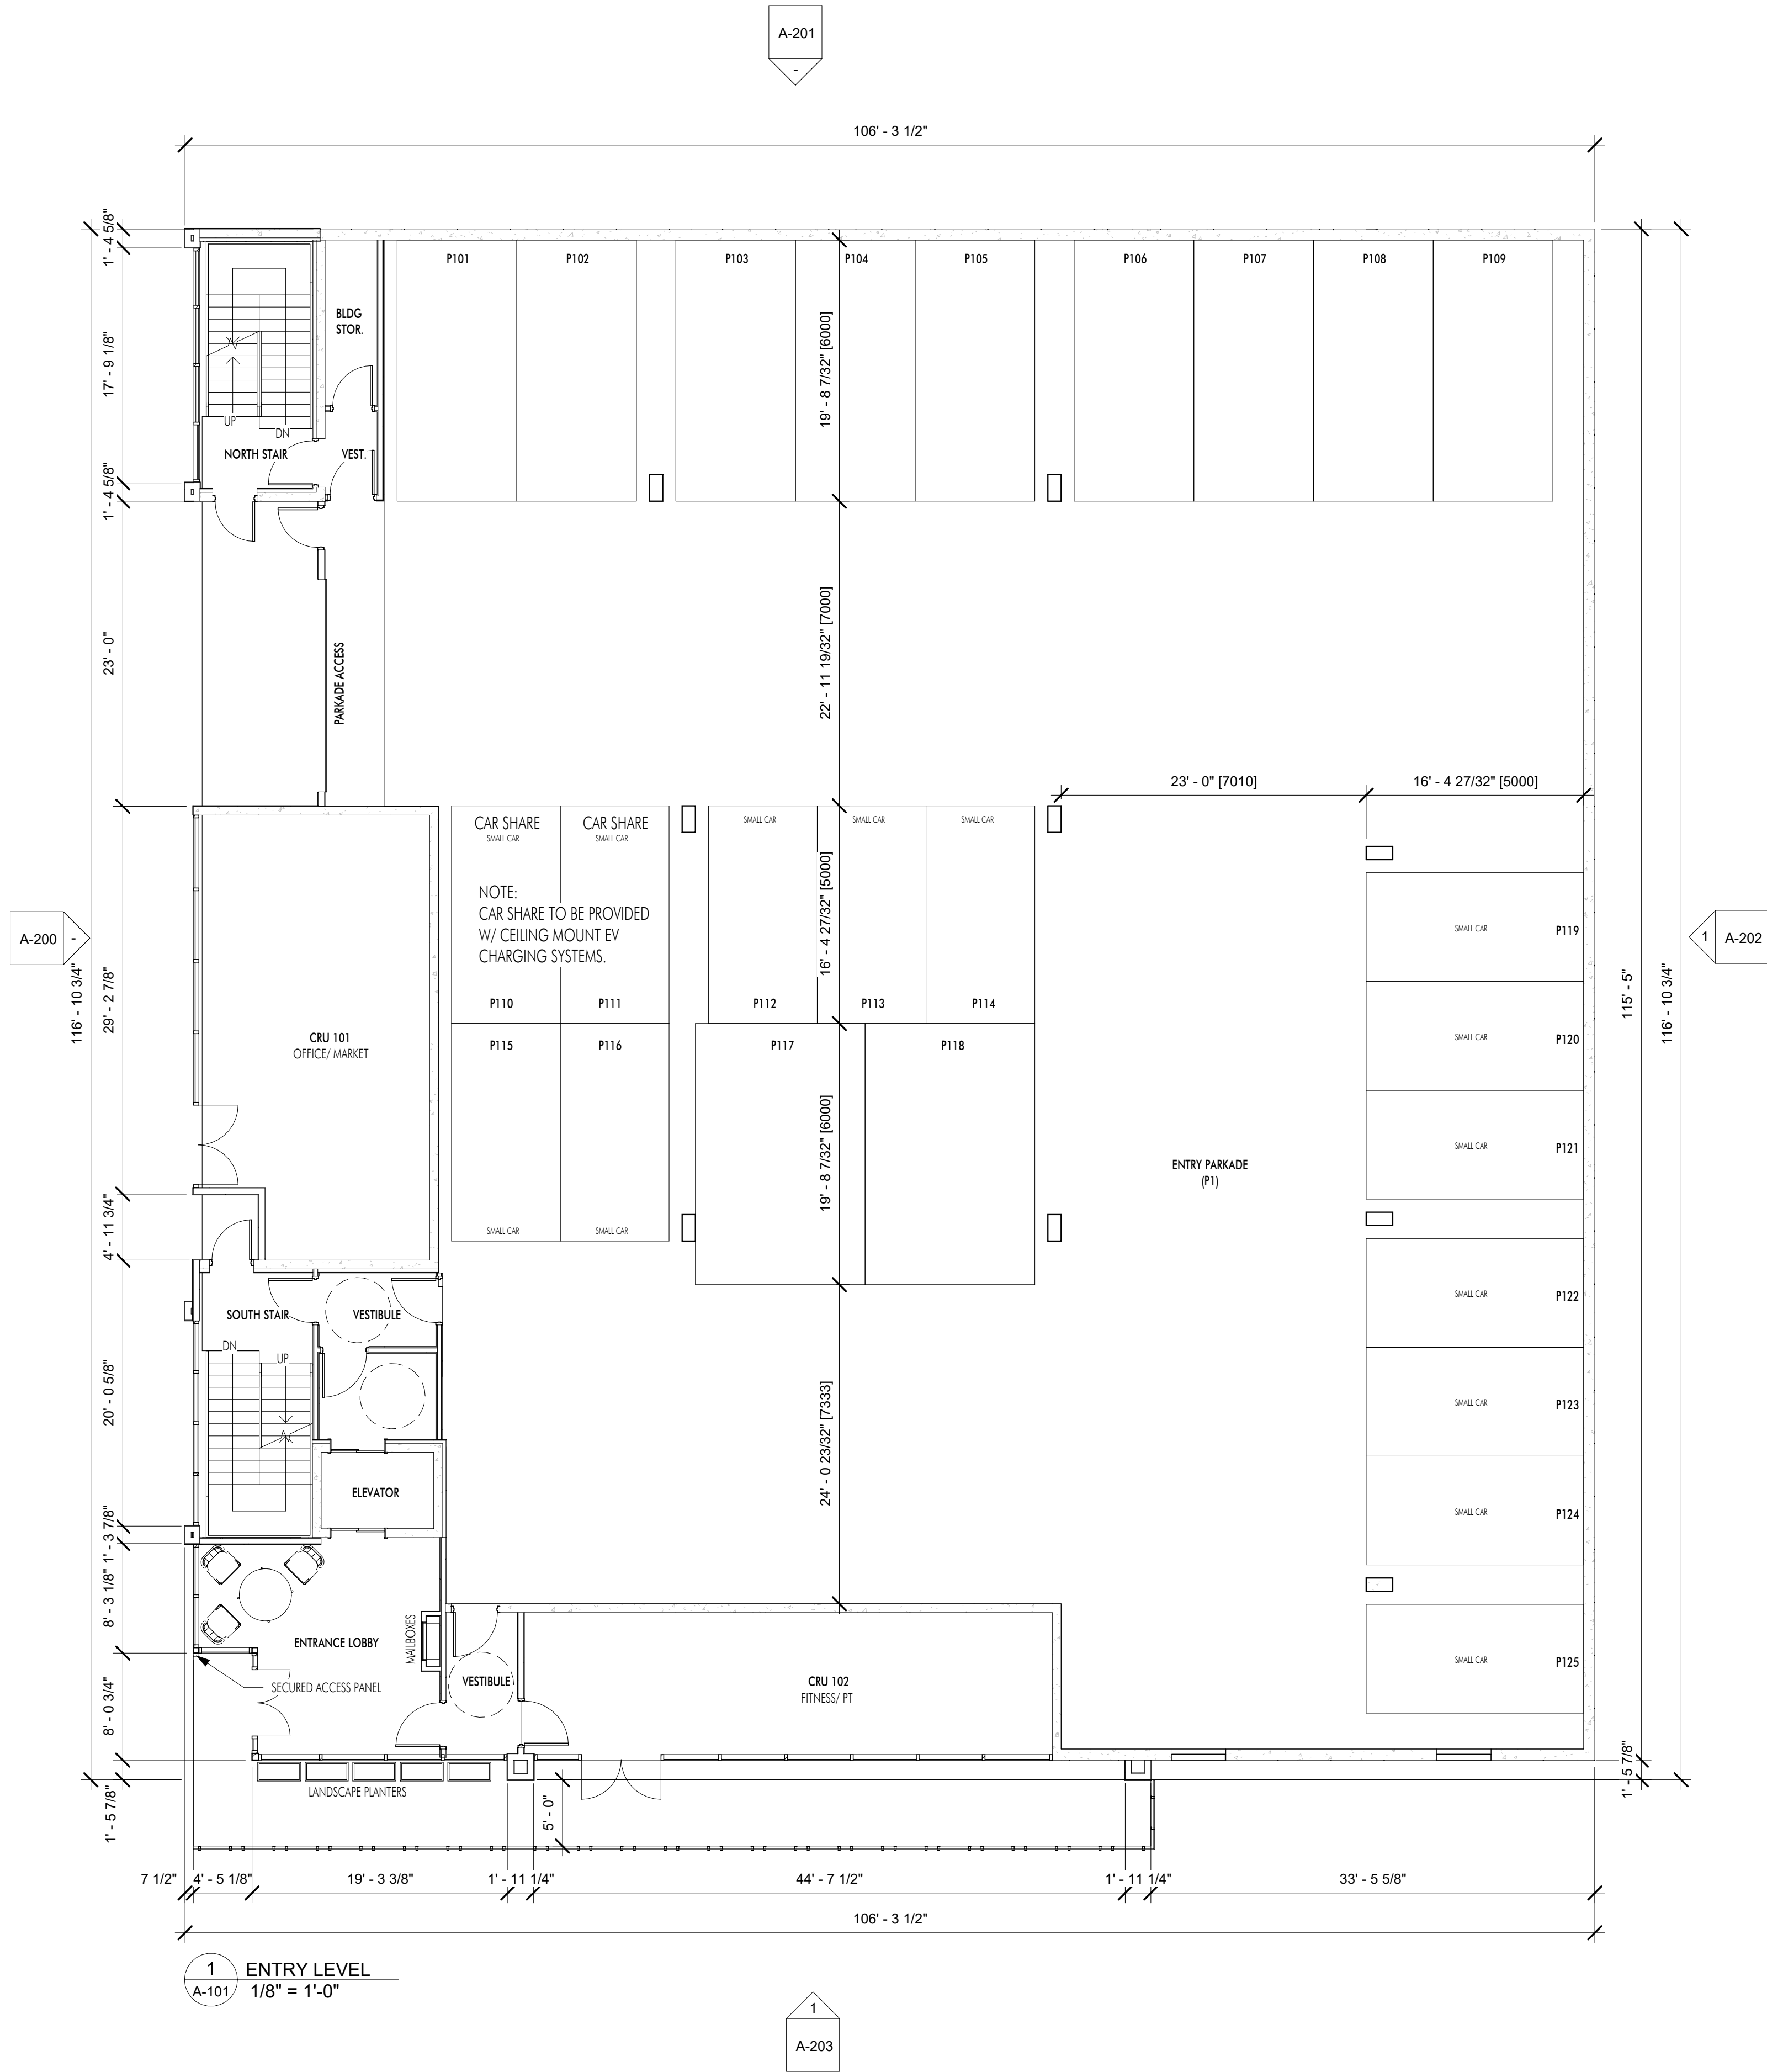 A-201
-
106' - 3 1/2"
1' - 4 5/8"
17' - 9 1/8"
1' - 4 5/8"
23' - 0"
29' - 2 7/8"
4' - 11 3/4"
20' - 0 5/8"
1' - 3 7/8"
8' - 3 1/8"
8' - 0 3/4"
1' - 5 7/8"
116' - 10 3/4"
A-200
-
P101
P102
P103
P104
P105
P106
P107
P108
P109
BLDG
STOR.
UP
DN
NORTH STAIR
VEST.
19' - 8 7/32" [6000]
22' - 11 19/32" [7000]
PARKADE ACCESS
23' - 0" [7010]
16' - 4 27/32" [5000]
CAR SHARE
SMALL CAR
CAR SHARE
SMALL CAR
SMALL CAR
SMALL CAR
SMALL CAR
NOTE:
CAR SHARE TO BE PROVIDED
W/ CEILING MOUNT EV
CHARGING SYSTEMS.
16' - 4 27/32" [5000]
P110
P111
P112
P113
P114
P115
P116
P117
P118
CRU 101
OFFICE/ MARKET
19' - 8 7/32" [6000]
SMALL CAR
SMALL CAR
ENTRY PARKADE
(P1)
SMALL CAR
P119
SMALL CAR
P120
SMALL CAR
P121
SMALL CAR
P122
SMALL CAR
P123
SMALL CAR
P124
SMALL CAR
P125
1
A-202
115' - 5"
116' - 10 3/4"
1' - 5 7/8"
SOUTH STAIR
VESTIBULE
DN
UP
24' - 0 23/32" [7333]
ELEVATOR
ENTRANCE LOBBY
MAILBOXES
SECURED ACCESS PANEL
VESTIBULE
CRU 102
FITNESS/ PT
LANDSCAPE PLANTERS
5' - 0"
7 1/2"
4' - 5 1/8"
19' - 3 3/8"
1' - 11 1/4"
44' - 7 1/2"
1' - 11 1/4"
33' - 5 5/8"
106' - 3 1/2"
1
A-101
ENTRY LEVEL
1/8" = 1'-0"
1
A-203